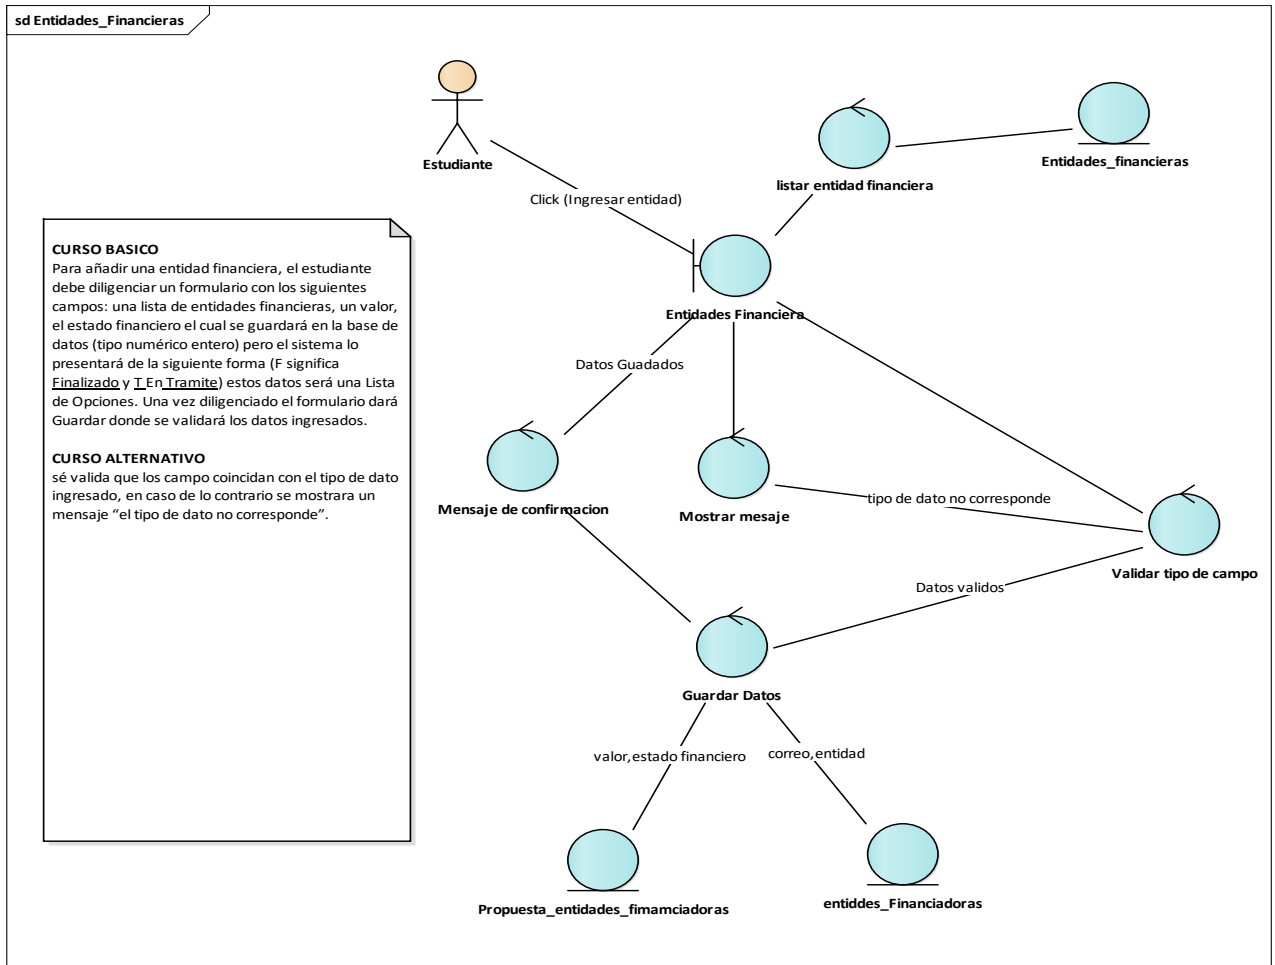 sd Entidades_Financieras
Estudiante
listar entidad financiera
Entidades_financieras
Click (Ingresar entidad)
Entidades Financiera
CURSO BASICO
Para añadir una entidad financiera, el estudiante
debe diligenciar un formulario con los siguientes
campos: una lista de entidades financieras, un valor,
el estado financiero el cual se guardará en la base de
datos (tipo numérico entero) pero el sistema lo
presentará de la siguiente forma (F significa
Finalizado y T En Tramite) estos datos será una Lista
de Opciones. Una vez diligenciado el formulario dará
Guardar donde se validará los datos ingresados.
CURSO ALTERNATIVO
sé valida que los campo coincidan con el tipo de dato
ingresado, en caso de lo contrario se mostrara un
mensaje “el tipo de dato no corresponde”.
Datos Guadados
Mensaje de confirmacion
Mostrar mesaje
tipo de dato no corresponde
Validar tipo de campo
Datos validos
Guardar Datos
valor,estado financiero
correo,entidad
Propuesta_entidades_fimamciadoras
entiddes_Financiadoras